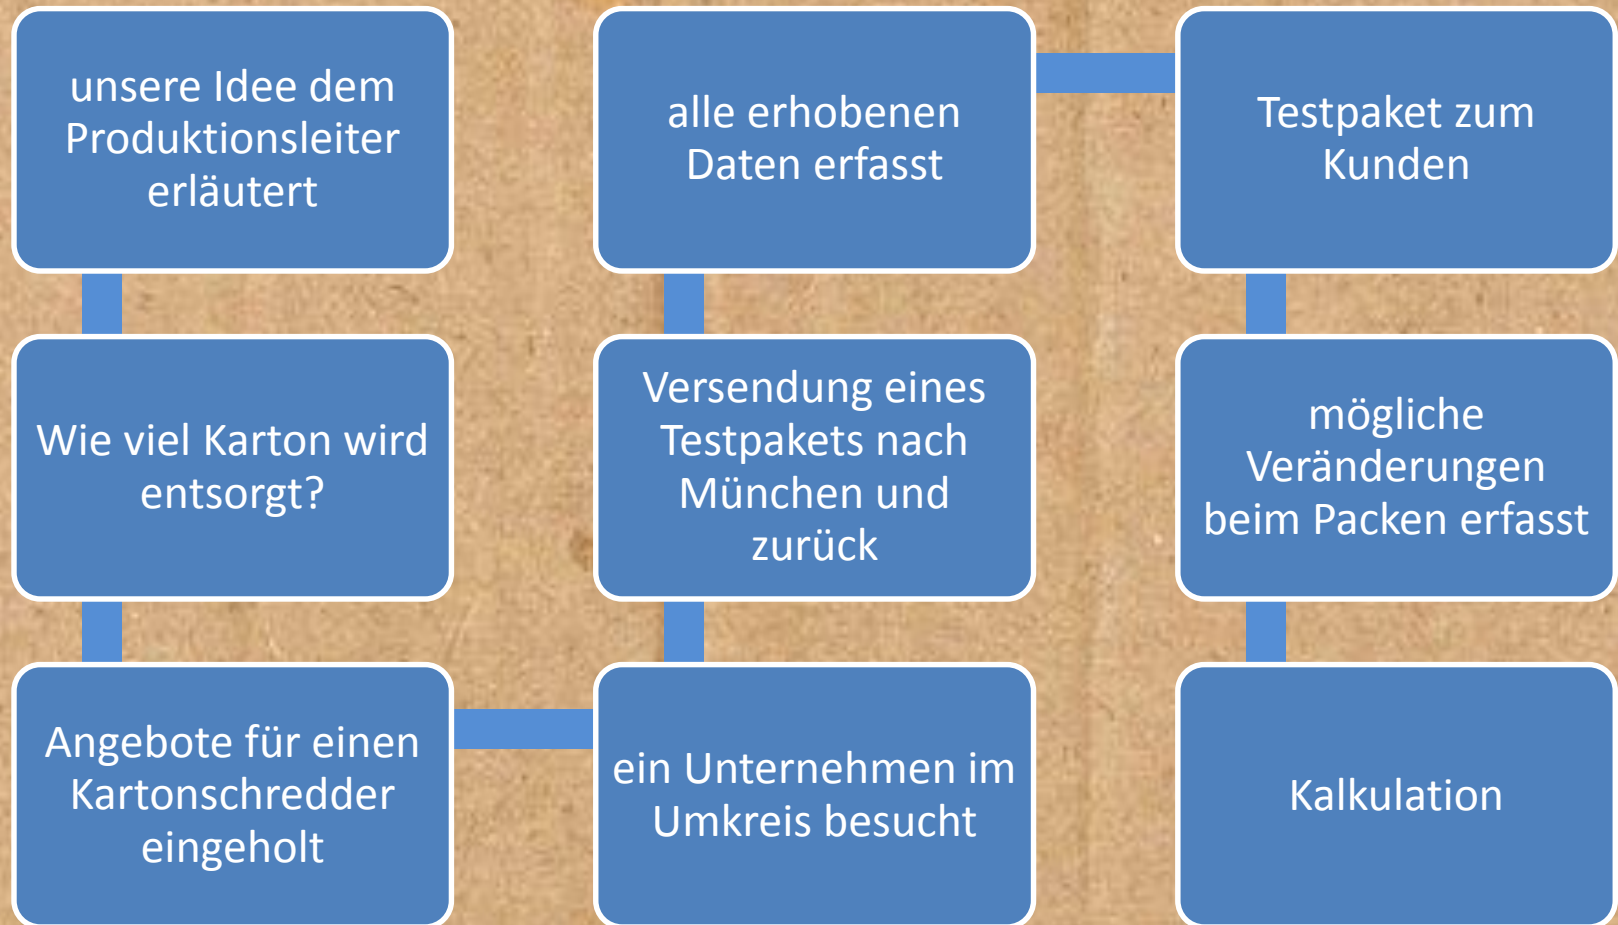 unsere Idee dem
Produktionsleiter
erläutert
Wie viel Karton wird
entsorgt?
Angebote für einen
Kartonschredder
eingeholt
ein Unternehmen im
Umkreis besucht
Versendung eines
Testpakets nach
München und
zurück
alle erhobenen
Daten erfasst
Testpaket zum
Kunden
mögliche
Veränderungen
beim Packen erfasst
Kalkulation